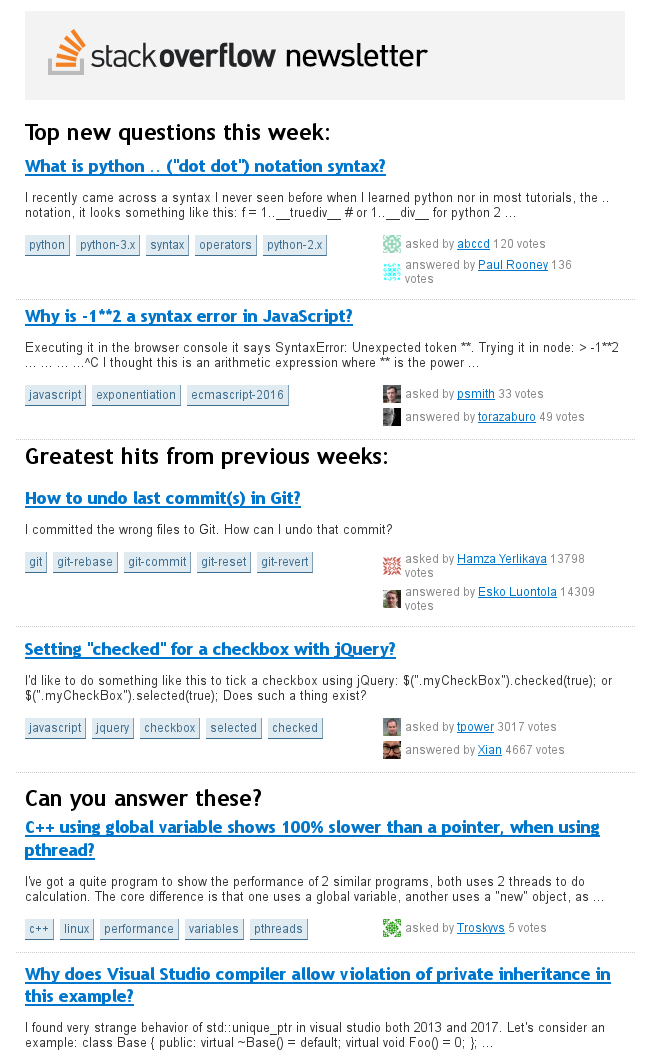 stackoverflow newsletter
Top new questions this week:
What is python .. ("dot dot") notation syntax?
I recently came across a syntax I never seen before when I learned python nor in most tutorials, the ..
notation, it looks something like this: f = 1..__truediv__ # or 1..__div__ for python 2 ...
python python-3.x syntax operators python-2.x
asked by abccd 120 votes
answered by Paul Rooney 136
votes
Why is -1**2 a syntax error in JavaScript?
Executing it in the browser console it says SyntaxError: Unexpected token **. Trying it in node: > -1**2
... ... ... ...^C I thought this is an arithmetic expression where ** is the power ...
javascript exponentiation ecmascript-2016
asked by psmith 33 votes
answered by torazaburo 49 votes
Greatest hits from previous weeks:
How to undo last commit(s) in Git?
I committed the wrong files to Git. How can I undo that commit?
git git-rebase git-commit git-reset git-revert
asked by Hamza Yerlikaya 13798
votes
answered by Esko Luontola 14309
votes
Setting "checked" for a checkbox with jQuery?
I'd like to do something like this to tick a checkbox using jQuery: $(".myCheckBox").checked(true); or
$(".myCheckBox").selected(true); Does such a thing exist?
javascript jquery checkbox selected checked
asked by tpower 3017 votes
answered by Xian 4667 votes
Can you answer these?
C++ using global variable shows 100% slower than a pointer, when using
pthread?
I've got a quite program to show the performance of 2 similar programs, both uses 2 threads to do
calculation. The core difference is that one uses a global variable, another uses a "new" object, as ...
c++ linux performance variables pthreads
asked by Troskyvs 5 votes
Why does Visual Studio compiler allow violation of private inheritance in
this example?
I found very strange behavior of std::unique_ptr in visual studio both 2013 and 2017. Let's consider an
example: class Base { public: virtual ~Base() = default; virtual void Foo() = 0; }; ...